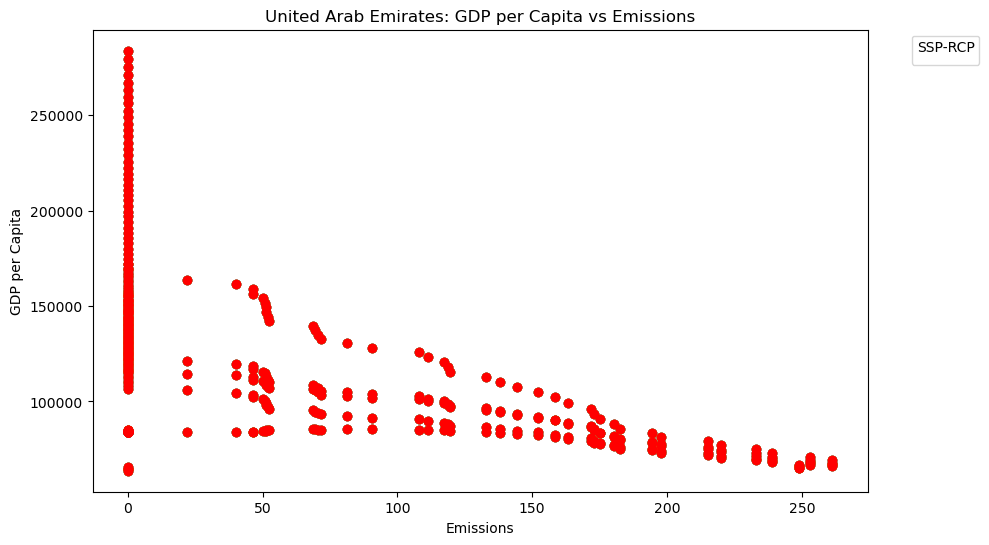 United Arab Emirates: GDP per Capita vs Emissions
SSP-RCP
250000
200000
150000
100000
GDP per Capita
0
50
100
150
200
250
Emissions